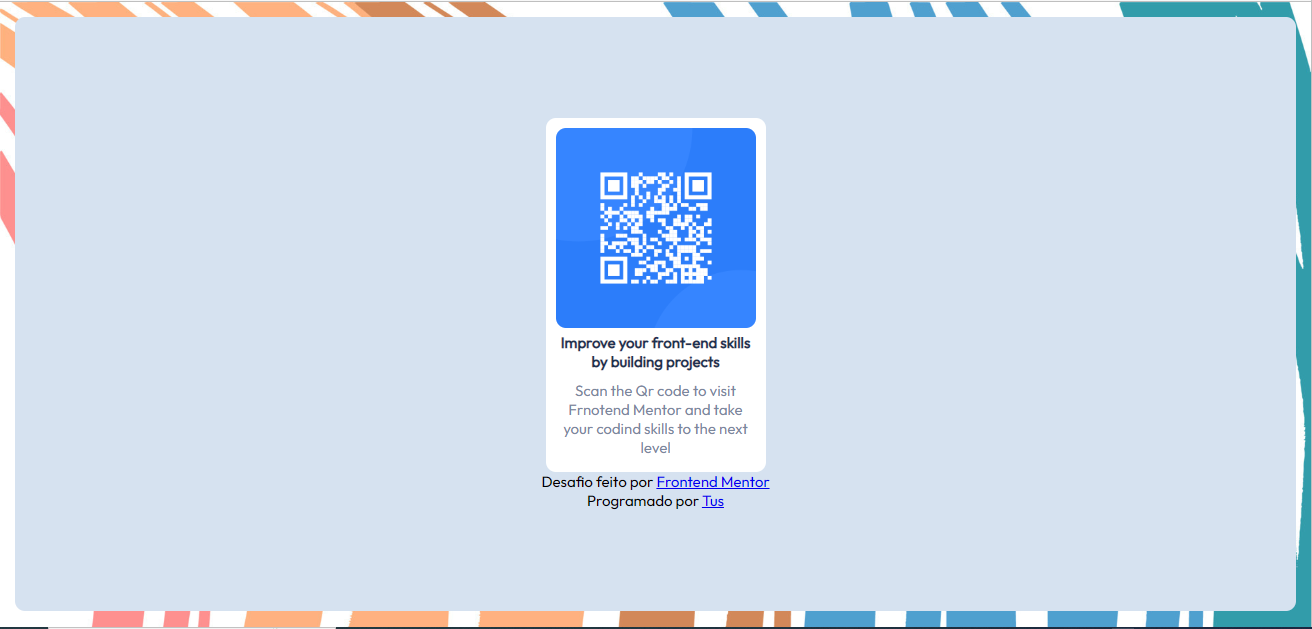 Improve your front-end skills
by building projects
Scan the Qr code to visit
Frnotend Mentor and take
your codind skills to the next
level
Desafio feito por Frontend Mentor
Programado por Tus